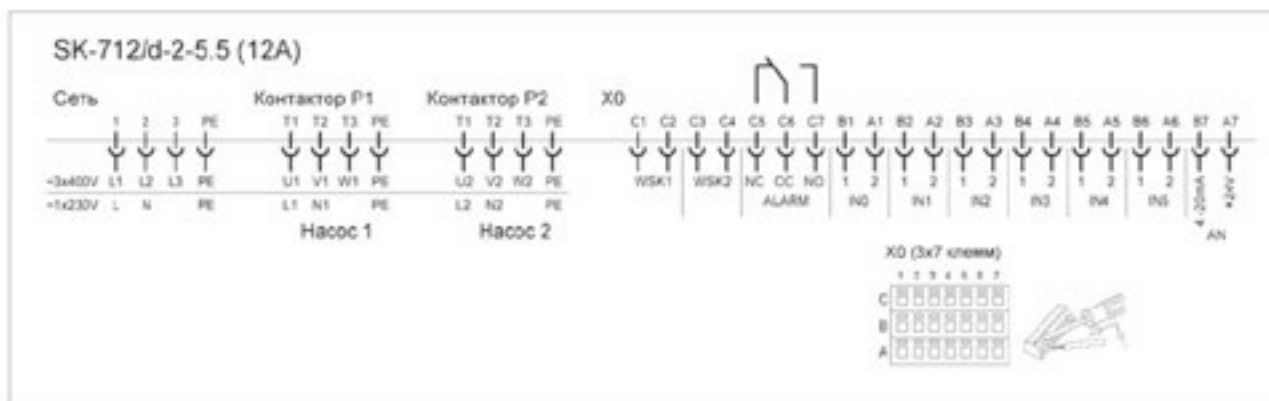 SK-712/d-2-5.5 (12A)
Сеть Контактор P1 Контактор P2 X0
1 2 3 PE T1 T2 T3 PE T1 T2 T3 PE C1 C2 C3 C4 C5 C6 C7 B1 A1 B2 A2 B3 A3 B4 A4 B5 A5 B6 A6 B7 A7
~3x400V L1 L2 L3 PE U1 V1 W1 PE U2 V2 W2 PE WSK1 WSK2 NC CC NO 1 2 1 2 1 2 1 2 1 2 1 2 4-20mA +24V
~1x230V L N PE L1 N1 PE L2 N2 PE ALARM IN0 IN1 IN2 IN3 IN4 IN5
Насос 1 Насос 2 AN
X0 (3x7 клемм)
1 2 3 4 5 6 7
C
B
A